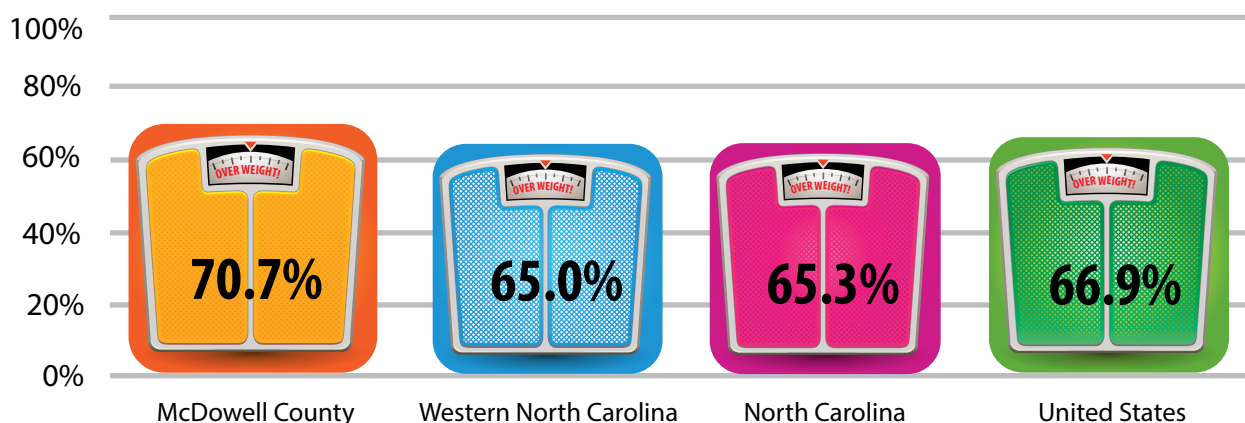 100%
80%
60%
40%
20%
0%
OVER WEIGHT!
70.7%
McDowell County
OVER WEIGHT!
65.0%
Western North Carolina
OVER WEIGHT!
65.3%
North Carolina
OVER WEIGHT!
66.9%
United States